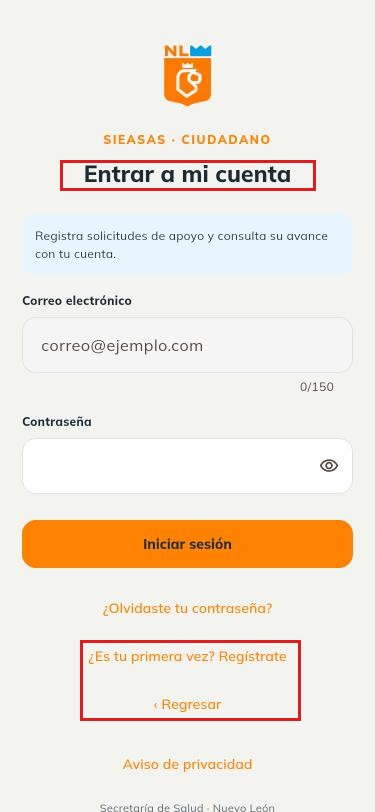 NL
SIEASAS · CIUDADANO
Entrar a mi cuenta
Registra solicitudes de apoyo y consulta su avance
con tu cuenta.
Correo electrónico
correo@ejemplo.com
0/150
Contraseña
Iniciar sesión
¿Olvidaste tu contraseña?
¿Es tu primera vez? Regístrate
‹ Regresar
Aviso de privacidad
Secretaría de Salud · Nuevo León